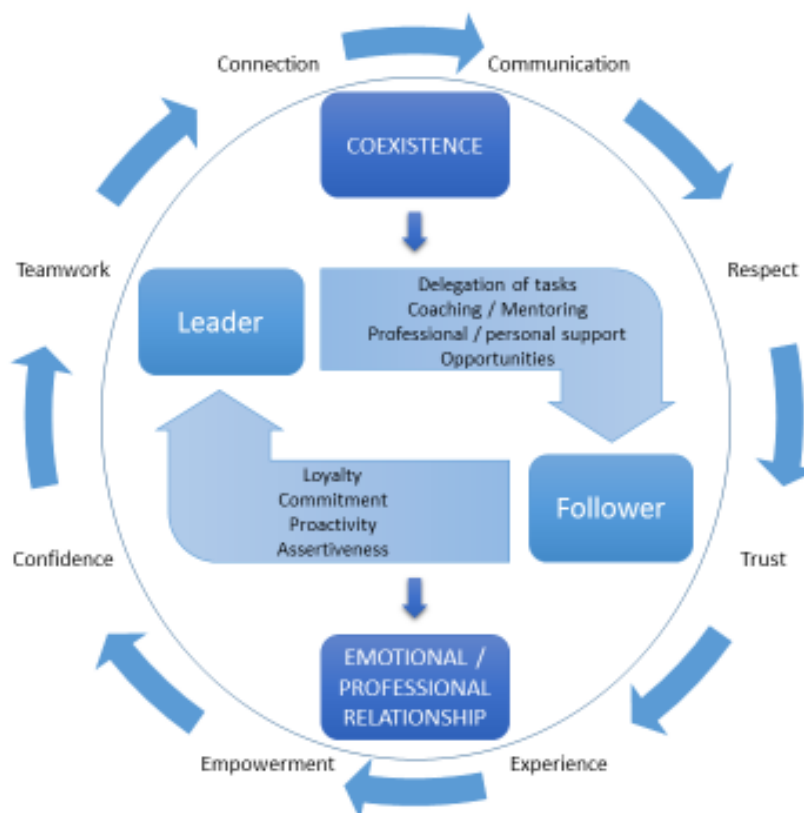 Connection
Communication
COEXISTENCE
Teamwork
Respect
Leader
Delegation of tasks
Coaching / Mentoring
Professional / personal support
Opportunities
Loyalty
Commitment
Proactivity
Assertiveness
Follower
Confidence
Trust
EMOTIONAL /
PROFESSIONAL
RELATIONSHIP
Empowerment
Experience